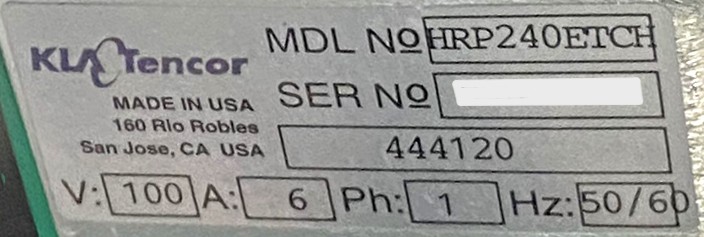 KLA Tencor MDL Nº HRP240ETCH
MADE IN USA SER Nº
160 Rio Robles
San Jose, CA USA 444120
V: 100 A: 6 Ph: 1 Hz: 50/60